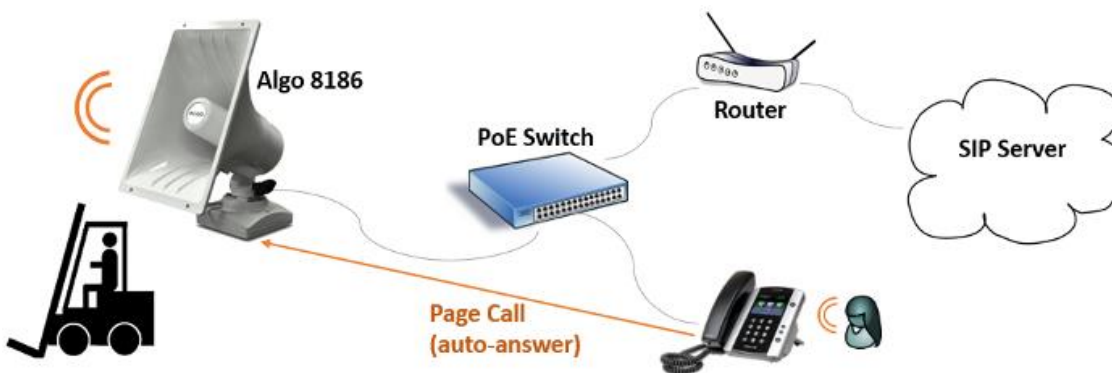 Algo 8186
Router
PoE Switch
SIP Server
Page Call
(auto-answer)